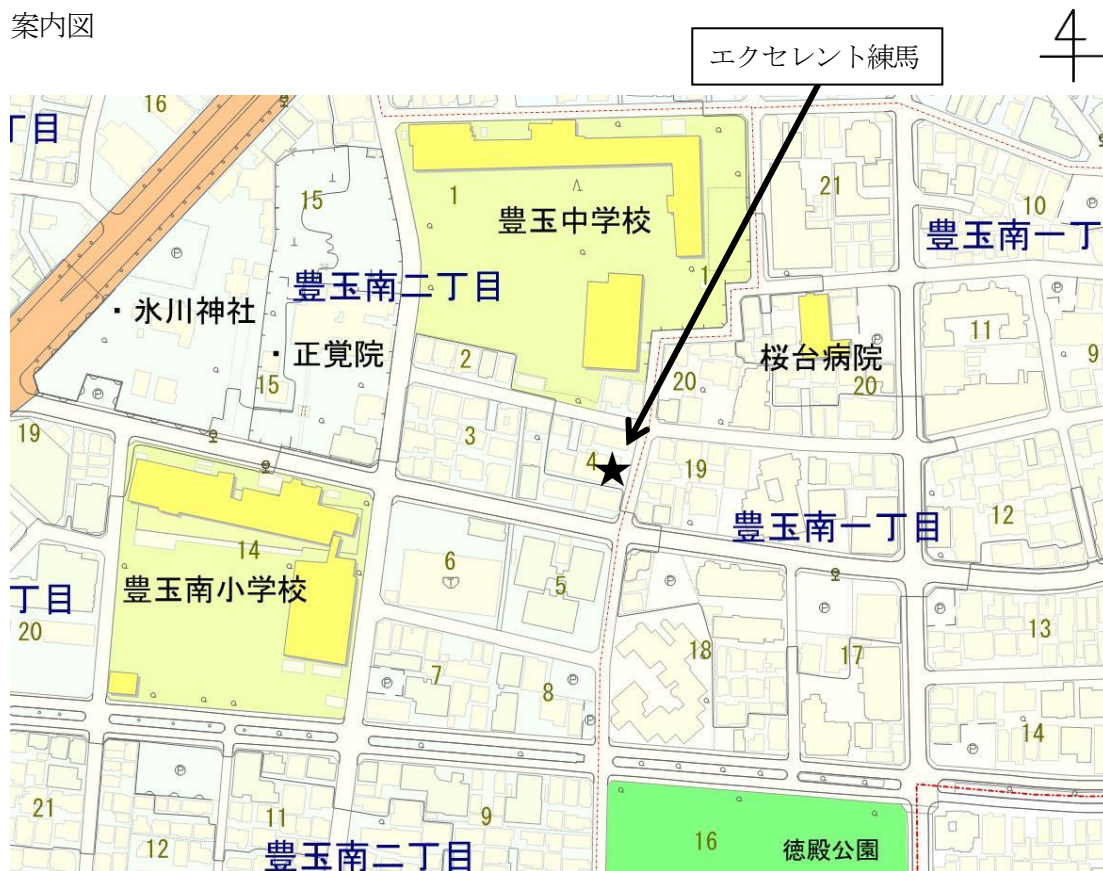 案内図
エクセレント練馬
4
16
丁目
15
1
豊玉中学校
21
10
豊玉南一丁
豊玉南二丁目
1
氷川神社
正覚院
15
2
20
桜台病院
20
11
9
19
3
4
19
12
豊玉南一丁目
14
6
5
豊玉南小学校
丁目
20
7
8
18
17
13
14
21
12
11
9
豊玉南二丁目
16
徳殿公園